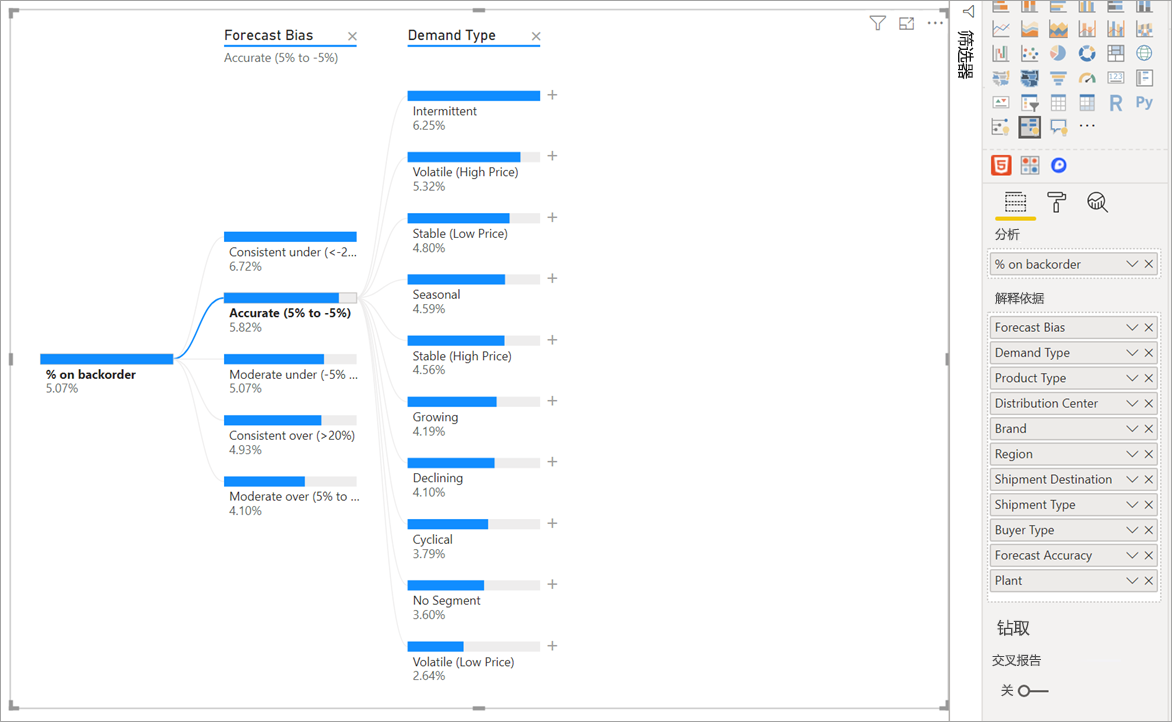 Forecast Bias
Accurate (5% to -5%)
Demand Type
% on backorder
5.07%
Consistent under (<-2...
6.72%
Accurate (5% to -5%)
5.82%
Moderate under (-5% ...
5.07%
Consistent over (>20%)
4.93%
Moderate over (5% to ...
4.10%
Intermittent
6.25%
Volatile (High Price)
5.32%
Stable (Low Price)
4.80%
Seasonal
4.59%
Stable (High Price)
4.56%
Growing
4.19%
Declining
4.10%
Cyclical
3.79%
No Segment
3.60%
Volatile (Low Price)
2.64%
筛选器
123
R
Py
5
分析
% on backorder
解释依据
Forecast Bias
Demand Type
Product Type
Distribution Center
Brand
Region
Shipment Destination
Shipment Type
Buyer Type
Forecast Accuracy
Plant
钻取
交叉报告
关